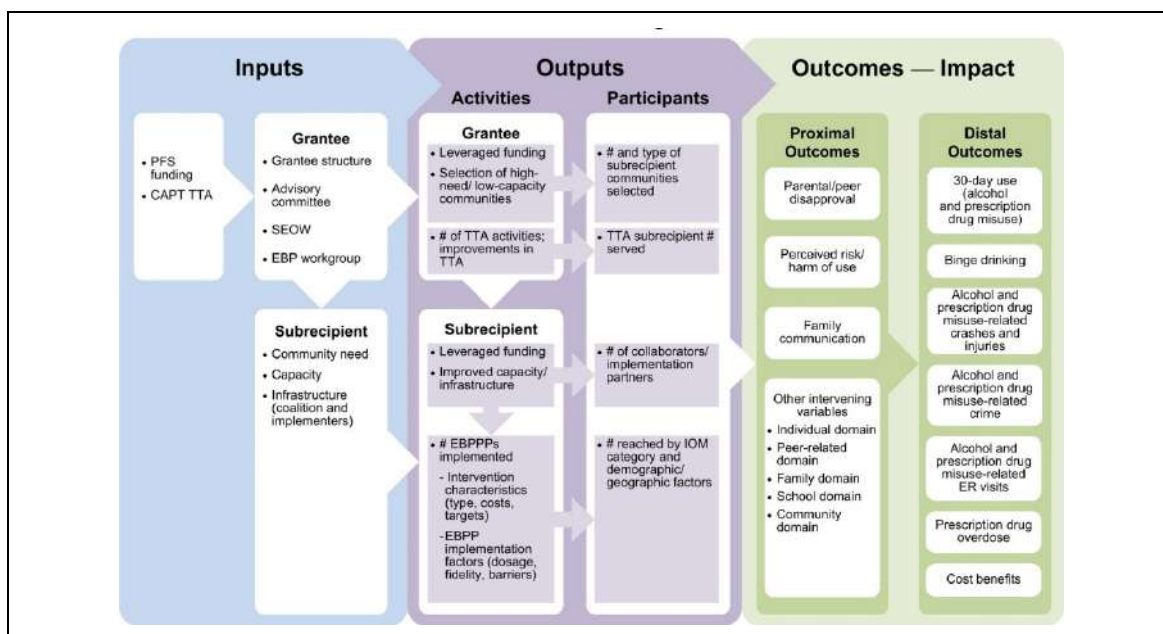 Inputs
Outputs
Outcomes — Impact
Activities
Participants
• PFS
funding
• CAPT TTA
Grantee
• Grantee structure
• Advisory
committee
• SEOW
• EBP workgroup
Subrecipient
• Community need
• Capacity
• Infrastructure
(coalition and
implementers)
Grantee
• Leveraged funding
• Selection of high-
need/ low-capacity
communities
• # of TTA activities;
improvements in
TTA
• # and type of
subrecipient
communities
selected
• TTA subrecipient #
served
Subrecipient
• Leveraged funding
• Improved capacity/
infrastructure
• # of collaborators/
implementation
partners
• # EBPPPs
implemented
- Intervention
characteristics
(type, costs,
targets)
-EBPP
implementation
factors (dosage,
fidelity, barriers)
• # reached by IOM
category and
demographic/
geographic factors
Proximal
Outcomes
Parental/peer
disapproval
Perceived risk/
harm of use
Family
communication
Other intervening
variables
• Individual domain
• Peer-related
domain
• Family domain
• School domain
• Community
domain
Distal
Outcomes
30-day use
(alcohol
and prescription
drug misuse)
Binge drinking
Alcohol and
prescription drug
misuse-related
crashes and
injuries
Alcohol and
prescription drug
misuse-related
crime
Alcohol and
prescription drug
misuse-related
ER visits
Prescription drug
overdose
Cost benefits